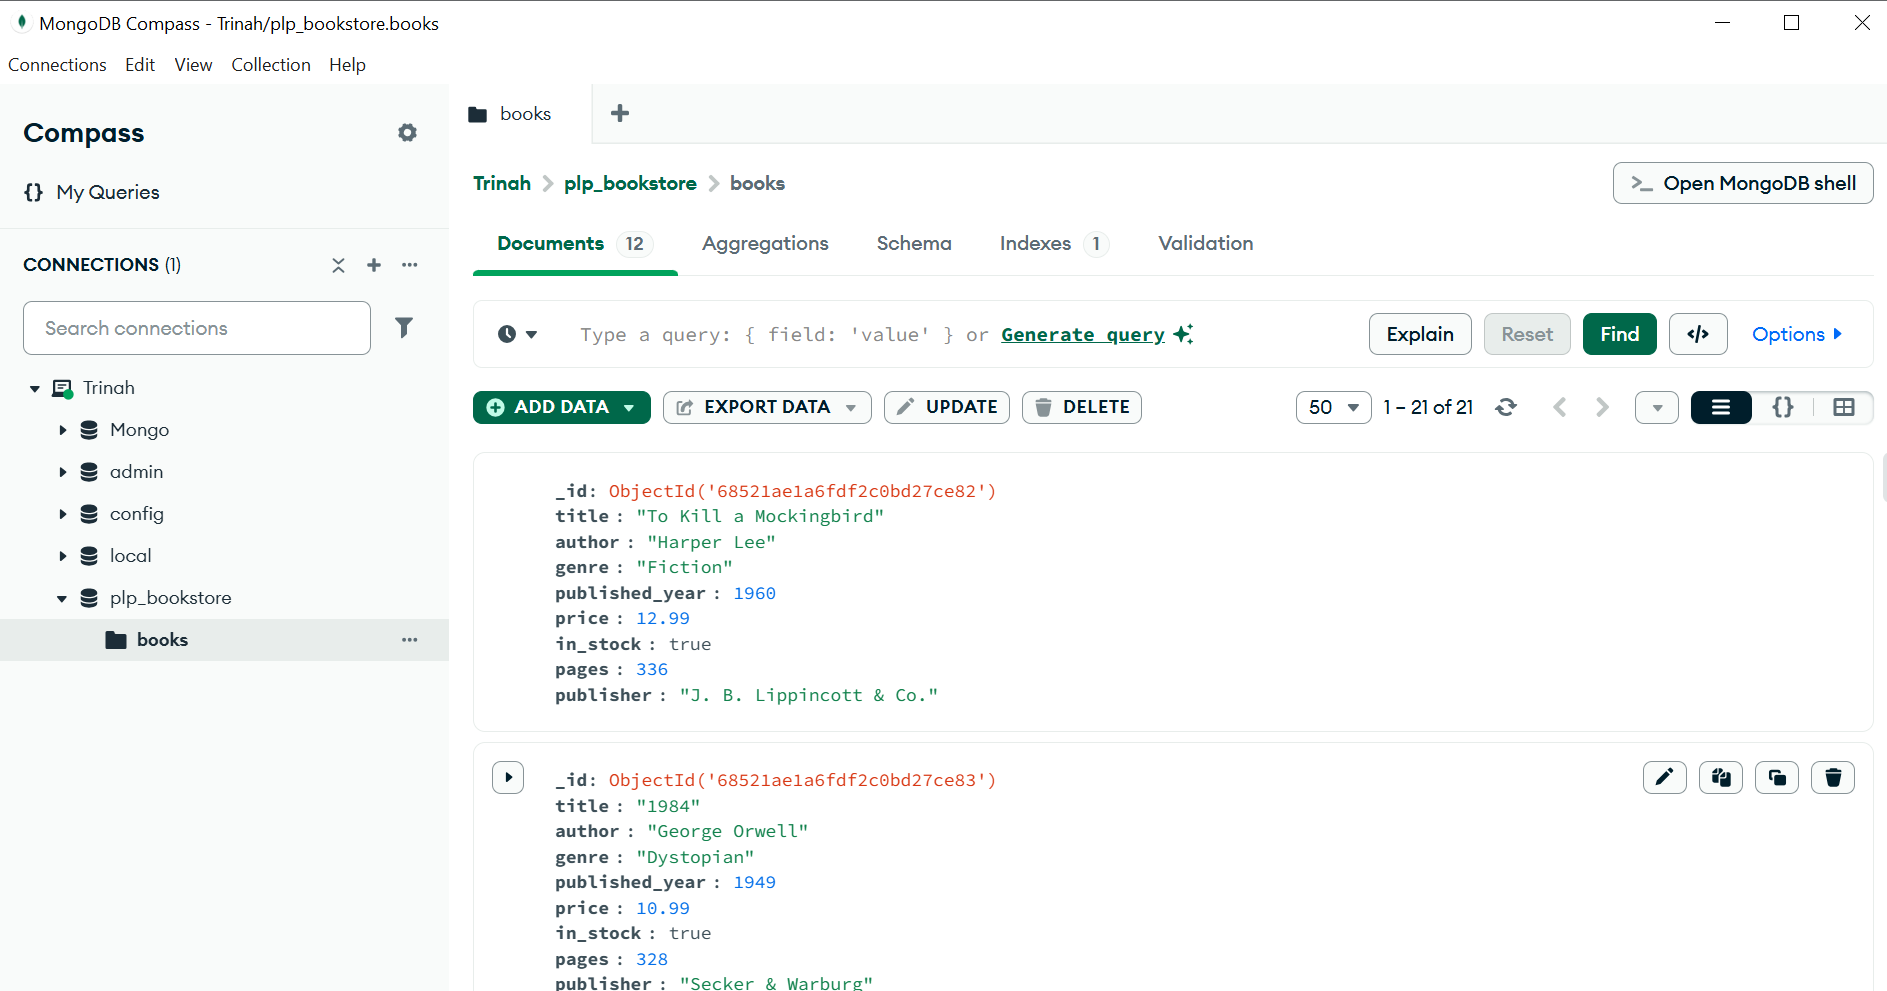 MongoDB Compass - Trinah/plp_bookstore.books
Connections Edit View Collection Help
Compass
{} My Queries
CONNECTIONS (1)
Search connections
Trinah
Mongo
admin
config
local
plp_bookstore
books
books
Trinah > plp_bookstore > books
>_ Open MongoDB shell
Documents 12 Aggregations Schema Indexes 1 Validation
Type a query: { field: 'value' } or Generate query
Explain Reset Find </> Options
ADD DATA EXPORT DATA UPDATE DELETE
50 1 – 21 of 21 {}
_id: ObjectId('68521ae1a6fdf2c0bd27ce82')
title : "To Kill a Mockingbird"
author : "Harper Lee"
genre : "Fiction"
published_year : 1960
price : 12.99
in_stock : true
pages : 336
publisher : "J. B. Lippincott & Co."
_id: ObjectId('68521ae1a6fdf2c0bd27ce83')
title : "1984"
author : "George Orwell"
genre : "Dystopian"
published_year : 1949
price : 10.99
in_stock : true
pages : 328
publisher : "Secker & Warburg"